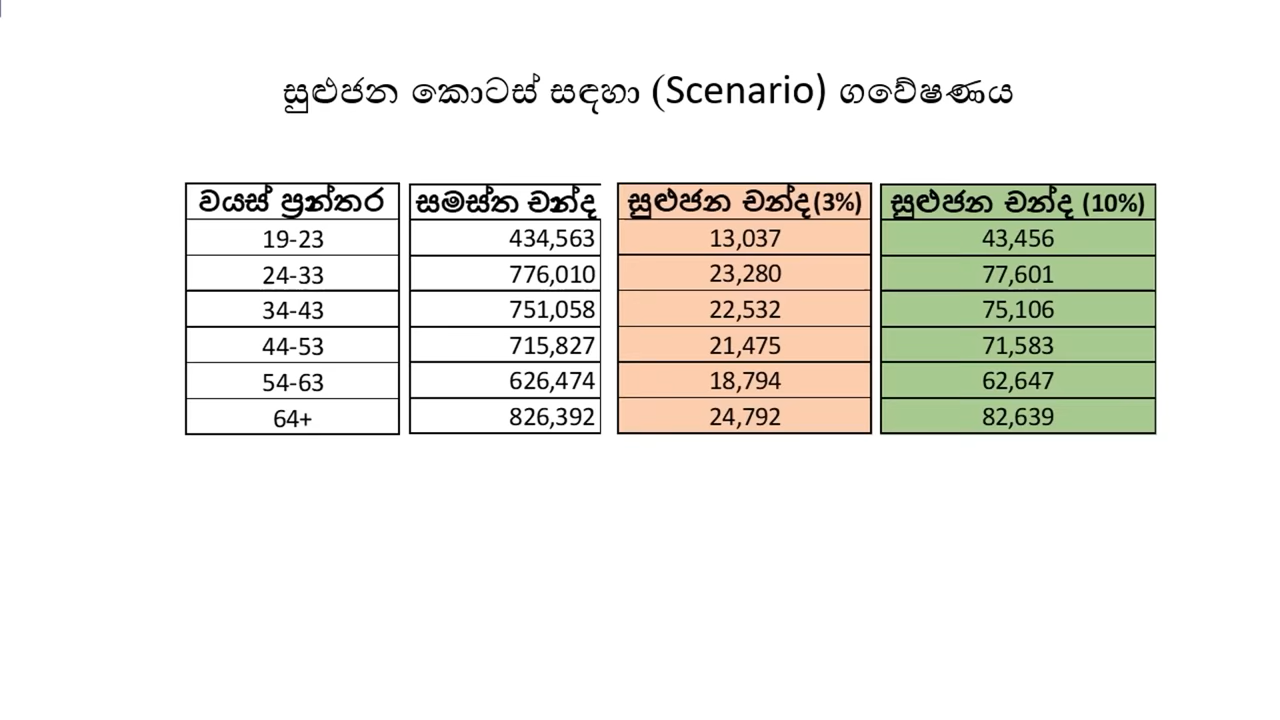 සුළුජන කොටස් සඳහා (Scenario) ගවේෂණය
වයස් ප්‍රාන්තර සමස්ත චන්ද සුළුජන චන්ද(3%) සුළුජන චන්ද (10%)
19-23 434,563 13,037 43,456
24-33 776,010 23,280 77,601
34-43 751,058 22,532 75,106
44-53 715,827 21,475 71,583
54-63 626,474 18,794 62,647
64+ 826,392 24,792 82,639